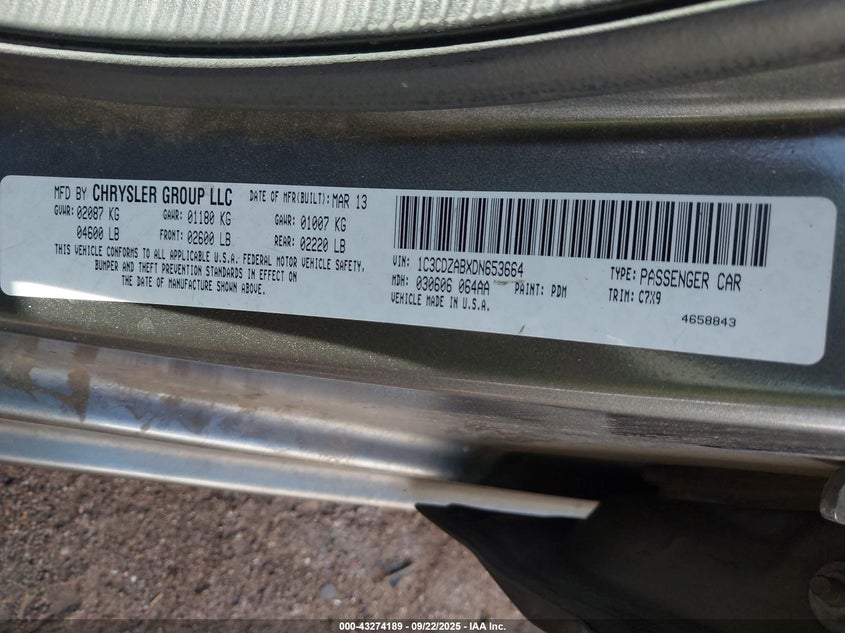 MFD BY CHRYSLER GROUP LLC DATE OF MFR(BUILT): MAR 13
GVWR: 02087 KG GAWR: 01180 KG GAWR: 01007 KG
04600 LB FRONT: 02600 LB REAR: 02220 LB
THIS VEHICLE CONFORMS TO ALL APPLICABLE U.S.A. FEDERAL MOTOR VEHICLE SAFETY,
BUMPER AND THEFT PREVENTION STANDARDS IN EFFECT ON
THE DATE OF MANUFACTURE SHOWN ABOVE.
VIN: 1C3CDZABXDN653664 TYPE: PASSENGER CAR
MDH: 030606 064AA PAINT: PDM TRIM: C7X9
VEHICLE MADE IN U.S.A.
4658843
000-43274189 - 09/22/2025 - IAA Inc.